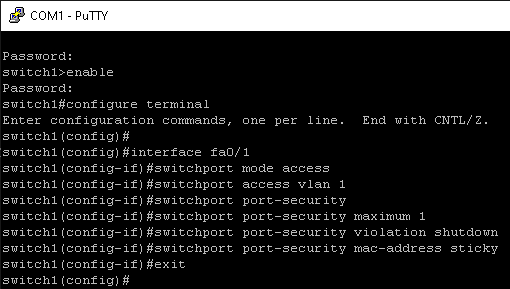 COM1 - PuTTY
Password:
switch1>enable
Password:
switch1#configure terminal
Enter configuration commands, one per line.  End with CNTL/Z.
switch1(config)#
switch1(config)#interface fa0/1
switch1(config-if)#switchport mode access
switch1(config-if)#switchport access vlan 1
switch1(config-if)#switchport port-security
switch1(config-if)#switchport port-security maximum 1
switch1(config-if)#switchport port-security violation shutdown
switch1(config-if)#switchport port-security mac-address sticky
switch1(config-if)#exit
switch1(config)#